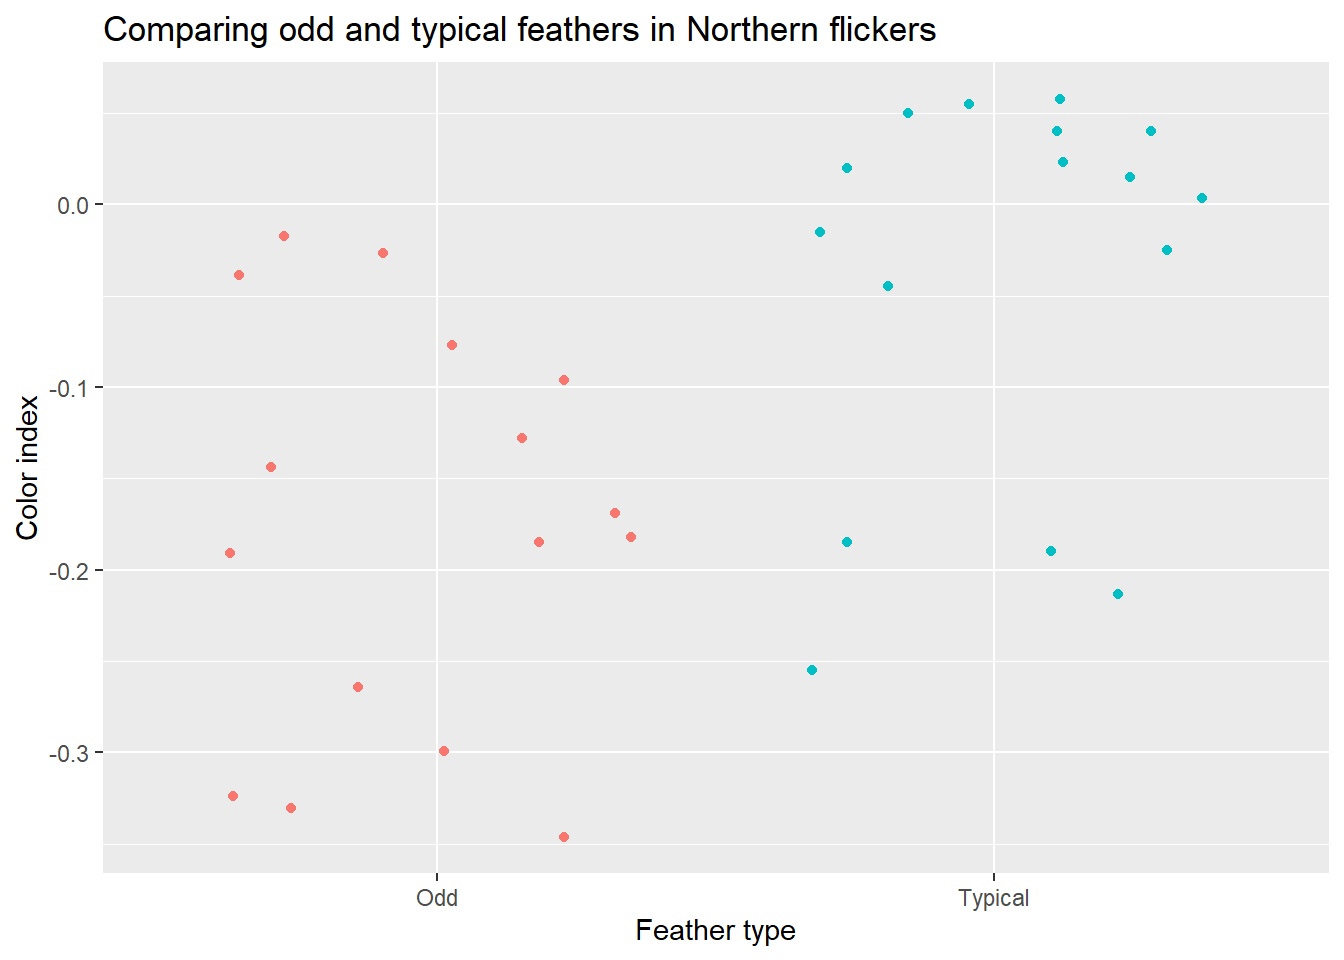 Comparing odd and typical feathers in Northern flickers
0.0
-0.1
-0.2
-0.3
Color index
Odd
Typical
Feather type